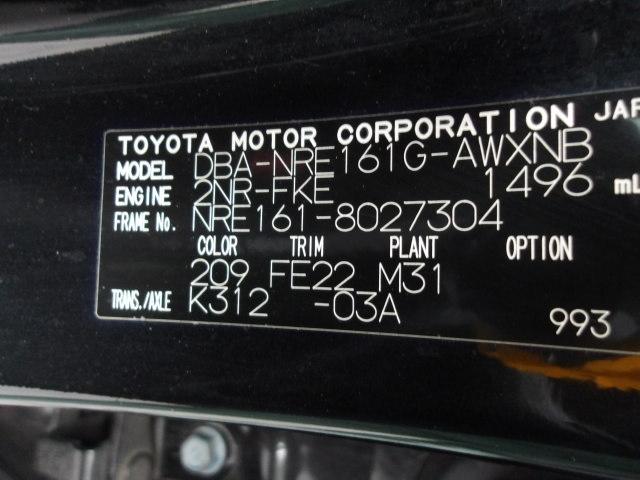 TOYOTA MOTOR CORPORATION JAP
MODEL DBA-NRE161G-AWXNB
ENGINE 2NR-FKE 1496 mL
FRAME No. NRE161-8027304
COLOR TRIM PLANT OPTION
209 FE22 M31
TRANS./AXLE K312 -03A 993